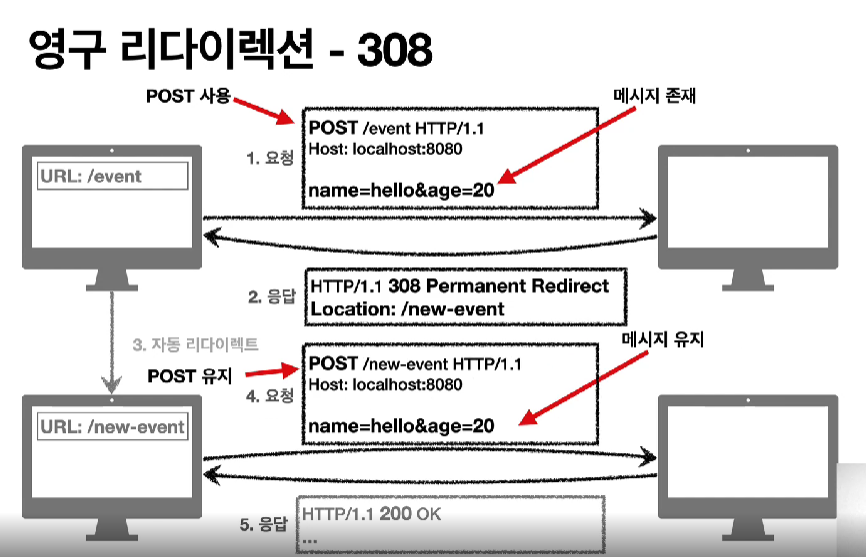 영구 리다이렉션 - 308
POST 사용
메시지 존재
1. 요청
POST /event HTTP/1.1
Host: localhost:8080
name=hello&age=20
URL: /event
2. 응답
HTTP/1.1 308 Permanent Redirect
Location: /new-event
3. 자동 리다이렉트
POST 유지
메시지 유지
4. 요청
POST /new-event HTTP/1.1
Host: localhost:8080
name=hello&age=20
URL: /new-event
5. 응답
HTTP/1.1 200 OK
...